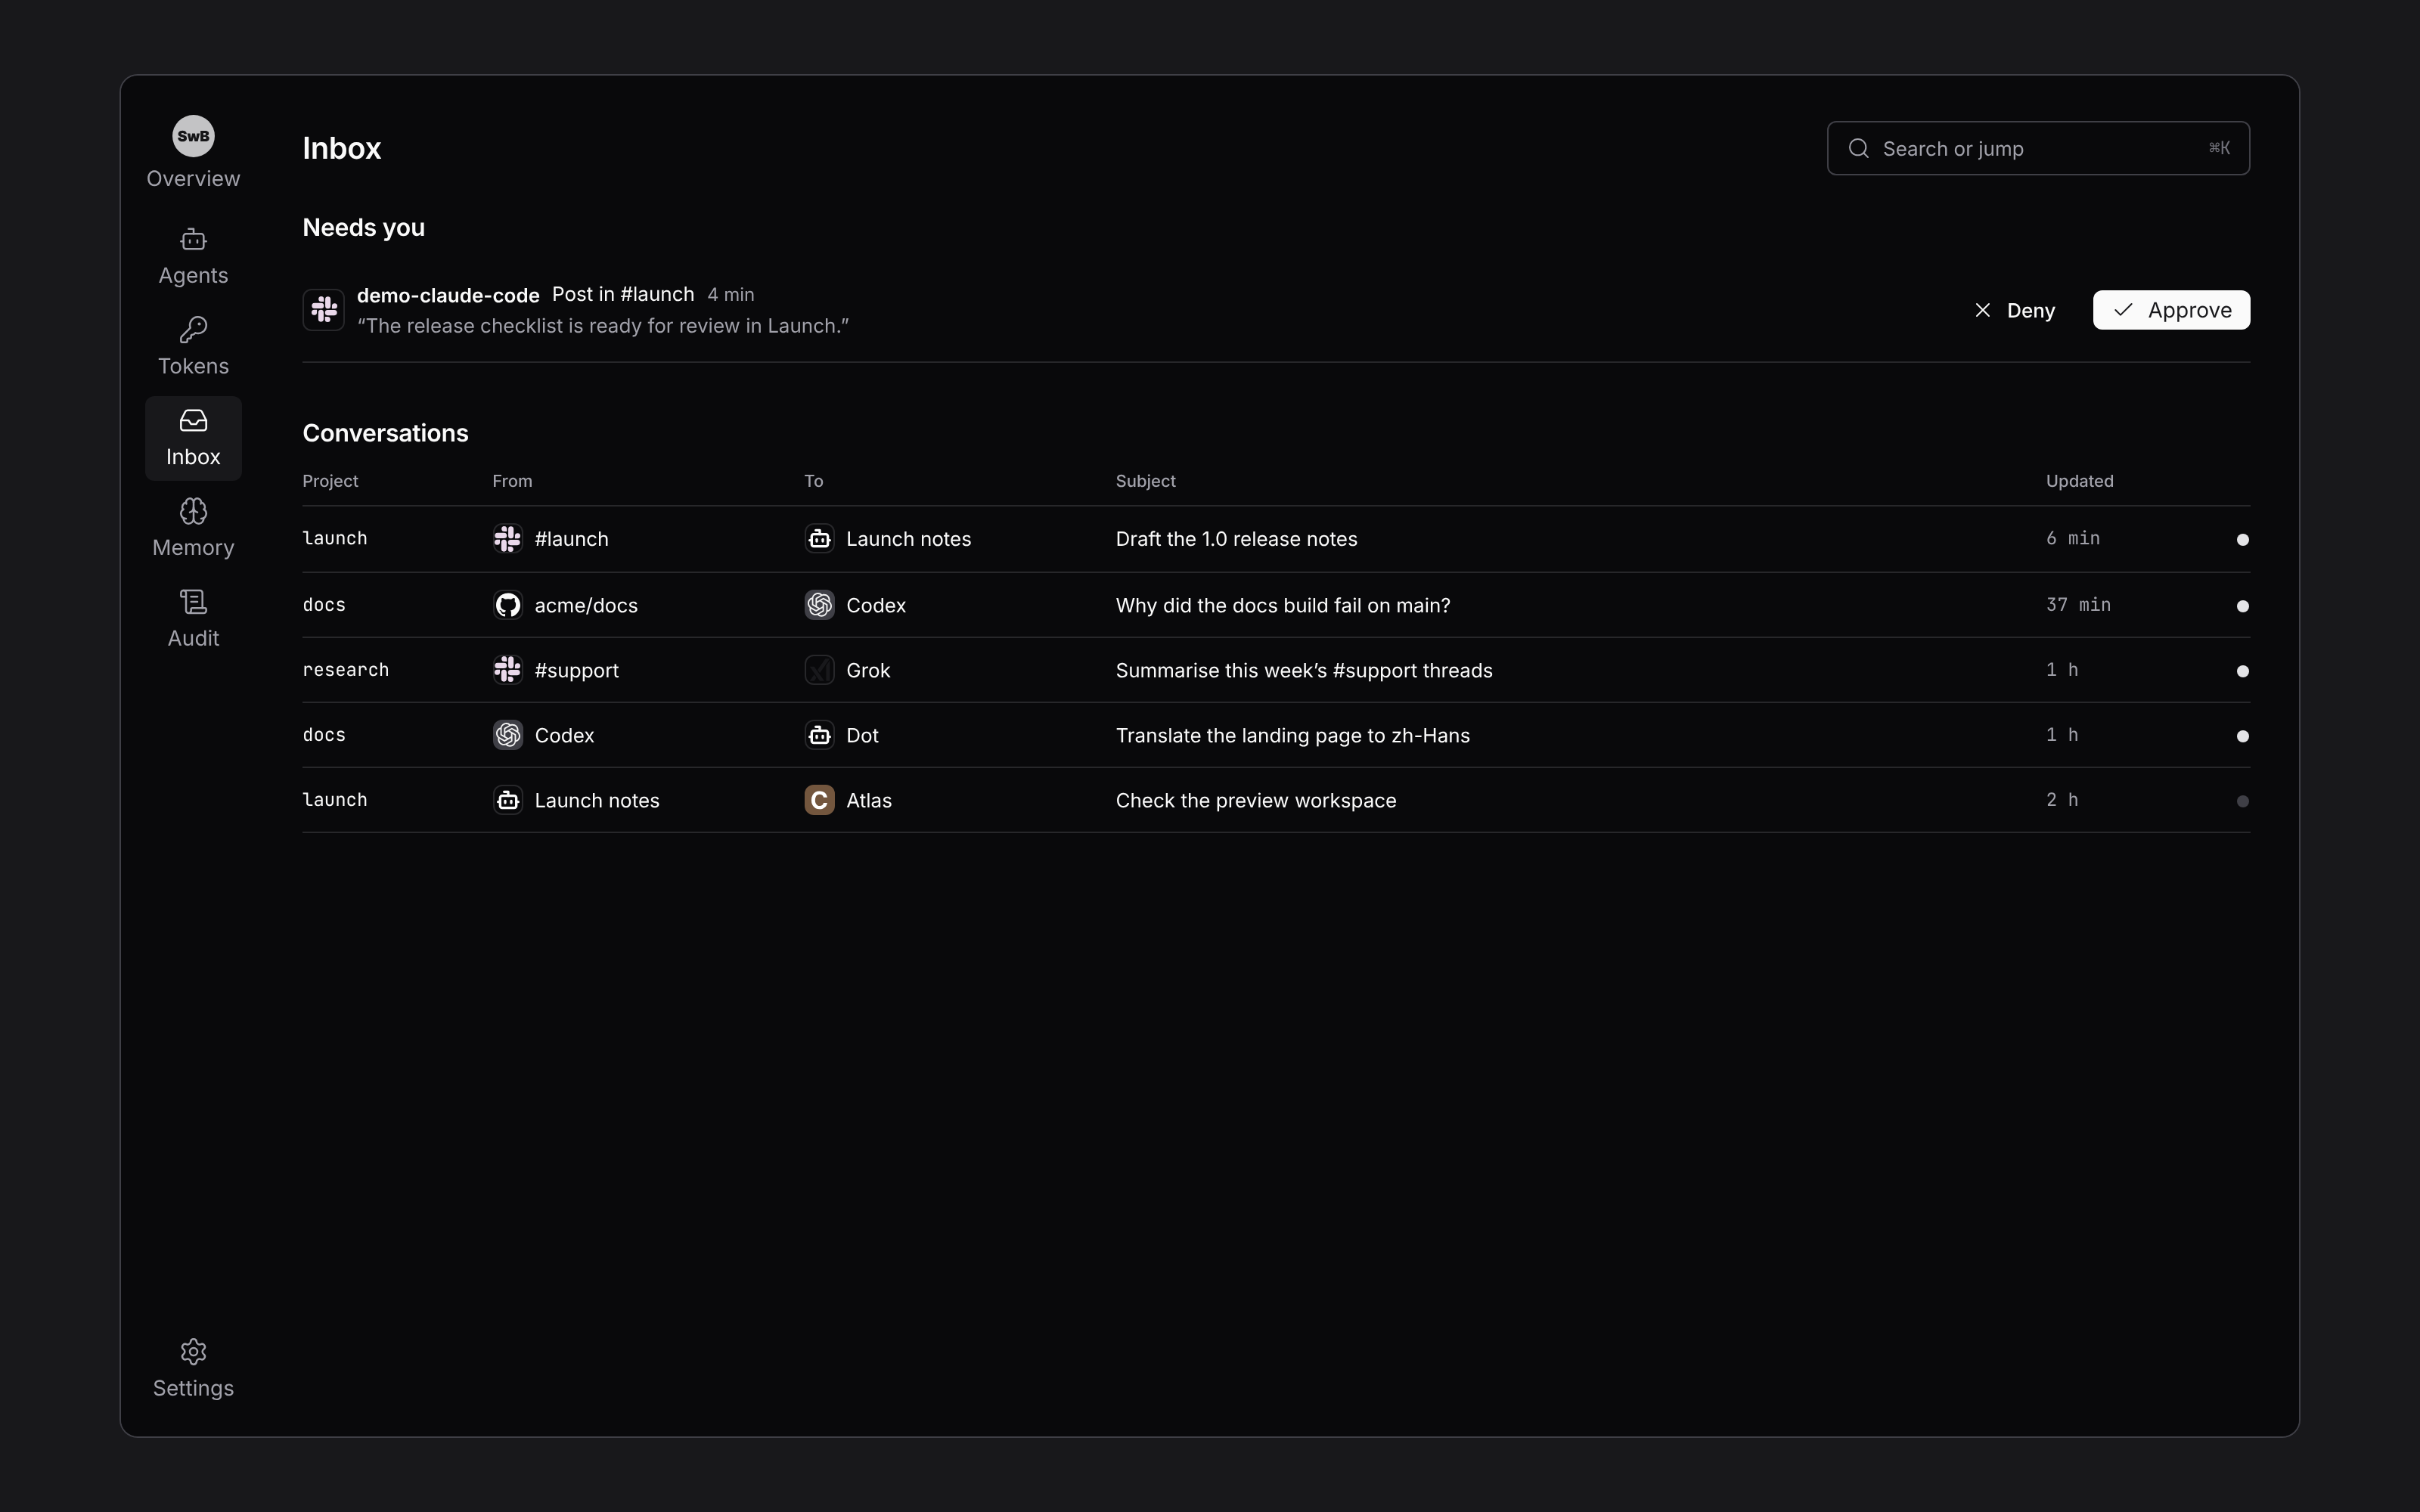 SwB
Overview
Agents
Tokens
Inbox
Memory
Audit
Settings
Inbox
Search or jump ⌘K
Needs you
demo-claude-code Post in #launch 4 min
“The release checklist is ready for review in Launch.”
Deny
Approve
Conversations
Project From To Subject Updated
launch #launch Launch notes Draft the 1.0 release notes 6 min
docs acme/docs Codex Why did the docs build fail on main? 37 min
research #support Grok Summarise this week’s #support threads 1 h
docs Codex Dot Translate the landing page to zh-Hans 1 h
launch Launch notes C Atlas Check the preview workspace 2 h